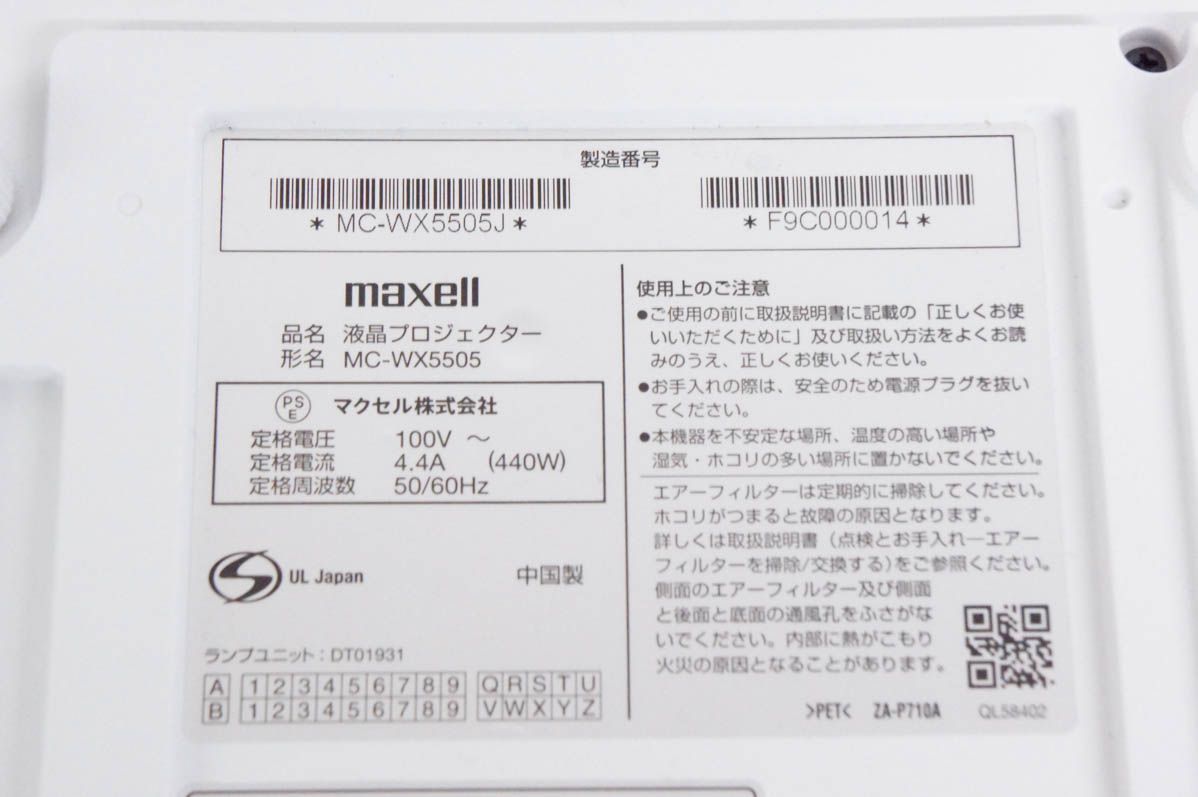 製造番号
* MC-WX5505J *
* F9C000014 *
maxell
品名 液晶プロジェクター
形名 MC-WX5505
PS
E
マクセル株式会社
定格電圧 100V ～
定格電流 4.4A (440W)
定格周波数 50/60Hz
S UL Japan
中国製
ランプユニット：DT01931
A 1 2 3 4 5 6 7 8 9 Q R S T U
B 1 2 3 4 5 6 7 8 9 V W X Y Z
使用上のご注意
●ご使用の前に取扱説明書に記載の「正しくお使
いいただくために」及び取扱い方法をよくお読
みのうえ、正しくお使いください。
●お手入れの際は、安全のため電源プラグを抜い
てください。
●本機器を不安定な場所、温度の高い場所や
湿気・ホコリの多い場所に置かないでください。
エアーフィルターは定期的に掃除してください。
ホコリがつまると故障の原因となります。
詳しくは取扱説明書（点検とお手入れ―エアー
フィルターを掃除/交換する)をご参照ください。
側面のエアーフィルター及び側面
と後面と底面の通風孔をふさがな
いでください。内部に熱がこもり
火災の原因となることがあります。
>PET< ZA-P710A QL58402